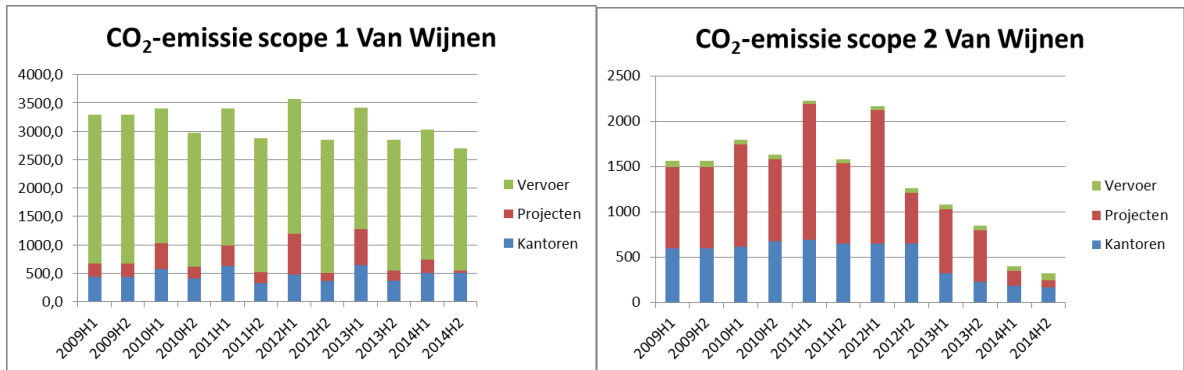 CO₂-emissie scope 1 Van Wijnen
4000,0
3500,0
3000,0
2500,0
2000,0
1500,0
1000,0
500,0
0,0
2009H1
2009H2
2010H1
2010H2
2011H1
2011H2
2012H1
2012H2
2013H1
2013H2
2014H1
2014H2
Vervoer
Projecten
Kantoren
CO₂-emissie scope 2 Van Wijnen
2500
2000
1500
1000
500
0
2009H1
2009H2
2010H1
2010H2
2011H1
2011H2
2012H1
2012H2
2013H1
2013H2
2014H1
2014H2
Vervoer
Projecten
Kantoren